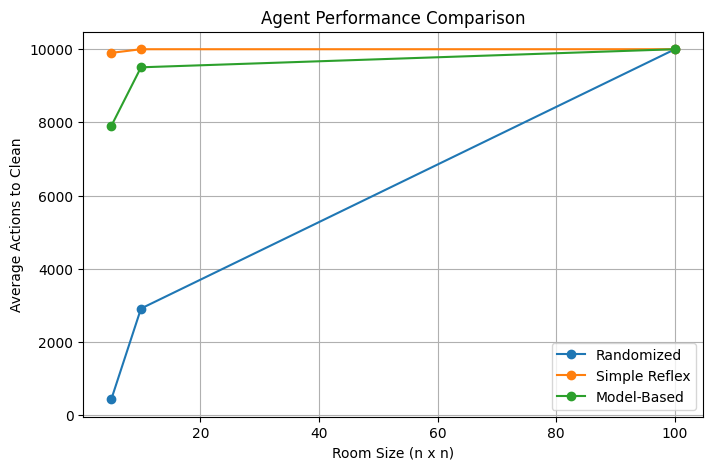 Agent Performance Comparison
Average Actions to Clean
10000
8000
6000
4000
2000
0
20
40
60
80
100
Room Size (n x n)
Randomized
Simple Reflex
Model-Based